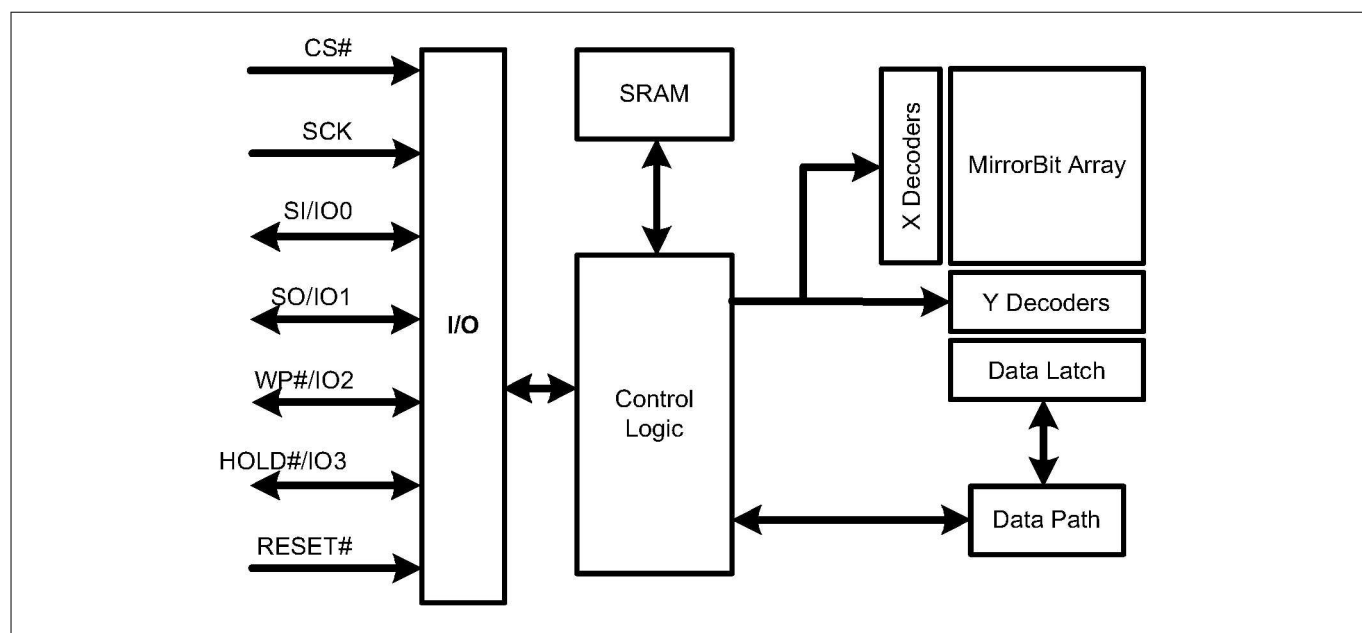 CS#
SCK
SI/IO0
SO/IO1
WP#/IO2
HOLD#/IO3
RESET#
I/O
SRAM
Control
Logic
X Decoders
MirrorBit Array
Y Decoders
Data Latch
Data Path